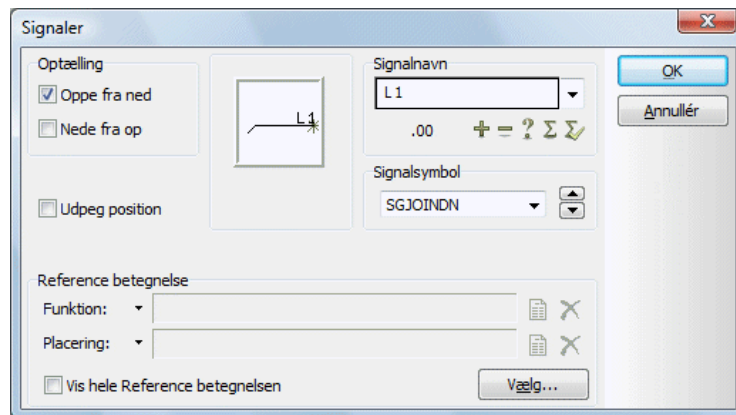 Signaler
Optælling
Oppe fra ned
Nede fra op
L1
Signalnavn
L1
.00
OK
Annullér
Udpeg position
Signalsymbol
SGJOINDN
Reference betegnelse
Funktion:
Placering:
Vis hele Reference betegnelsen
Vælg...